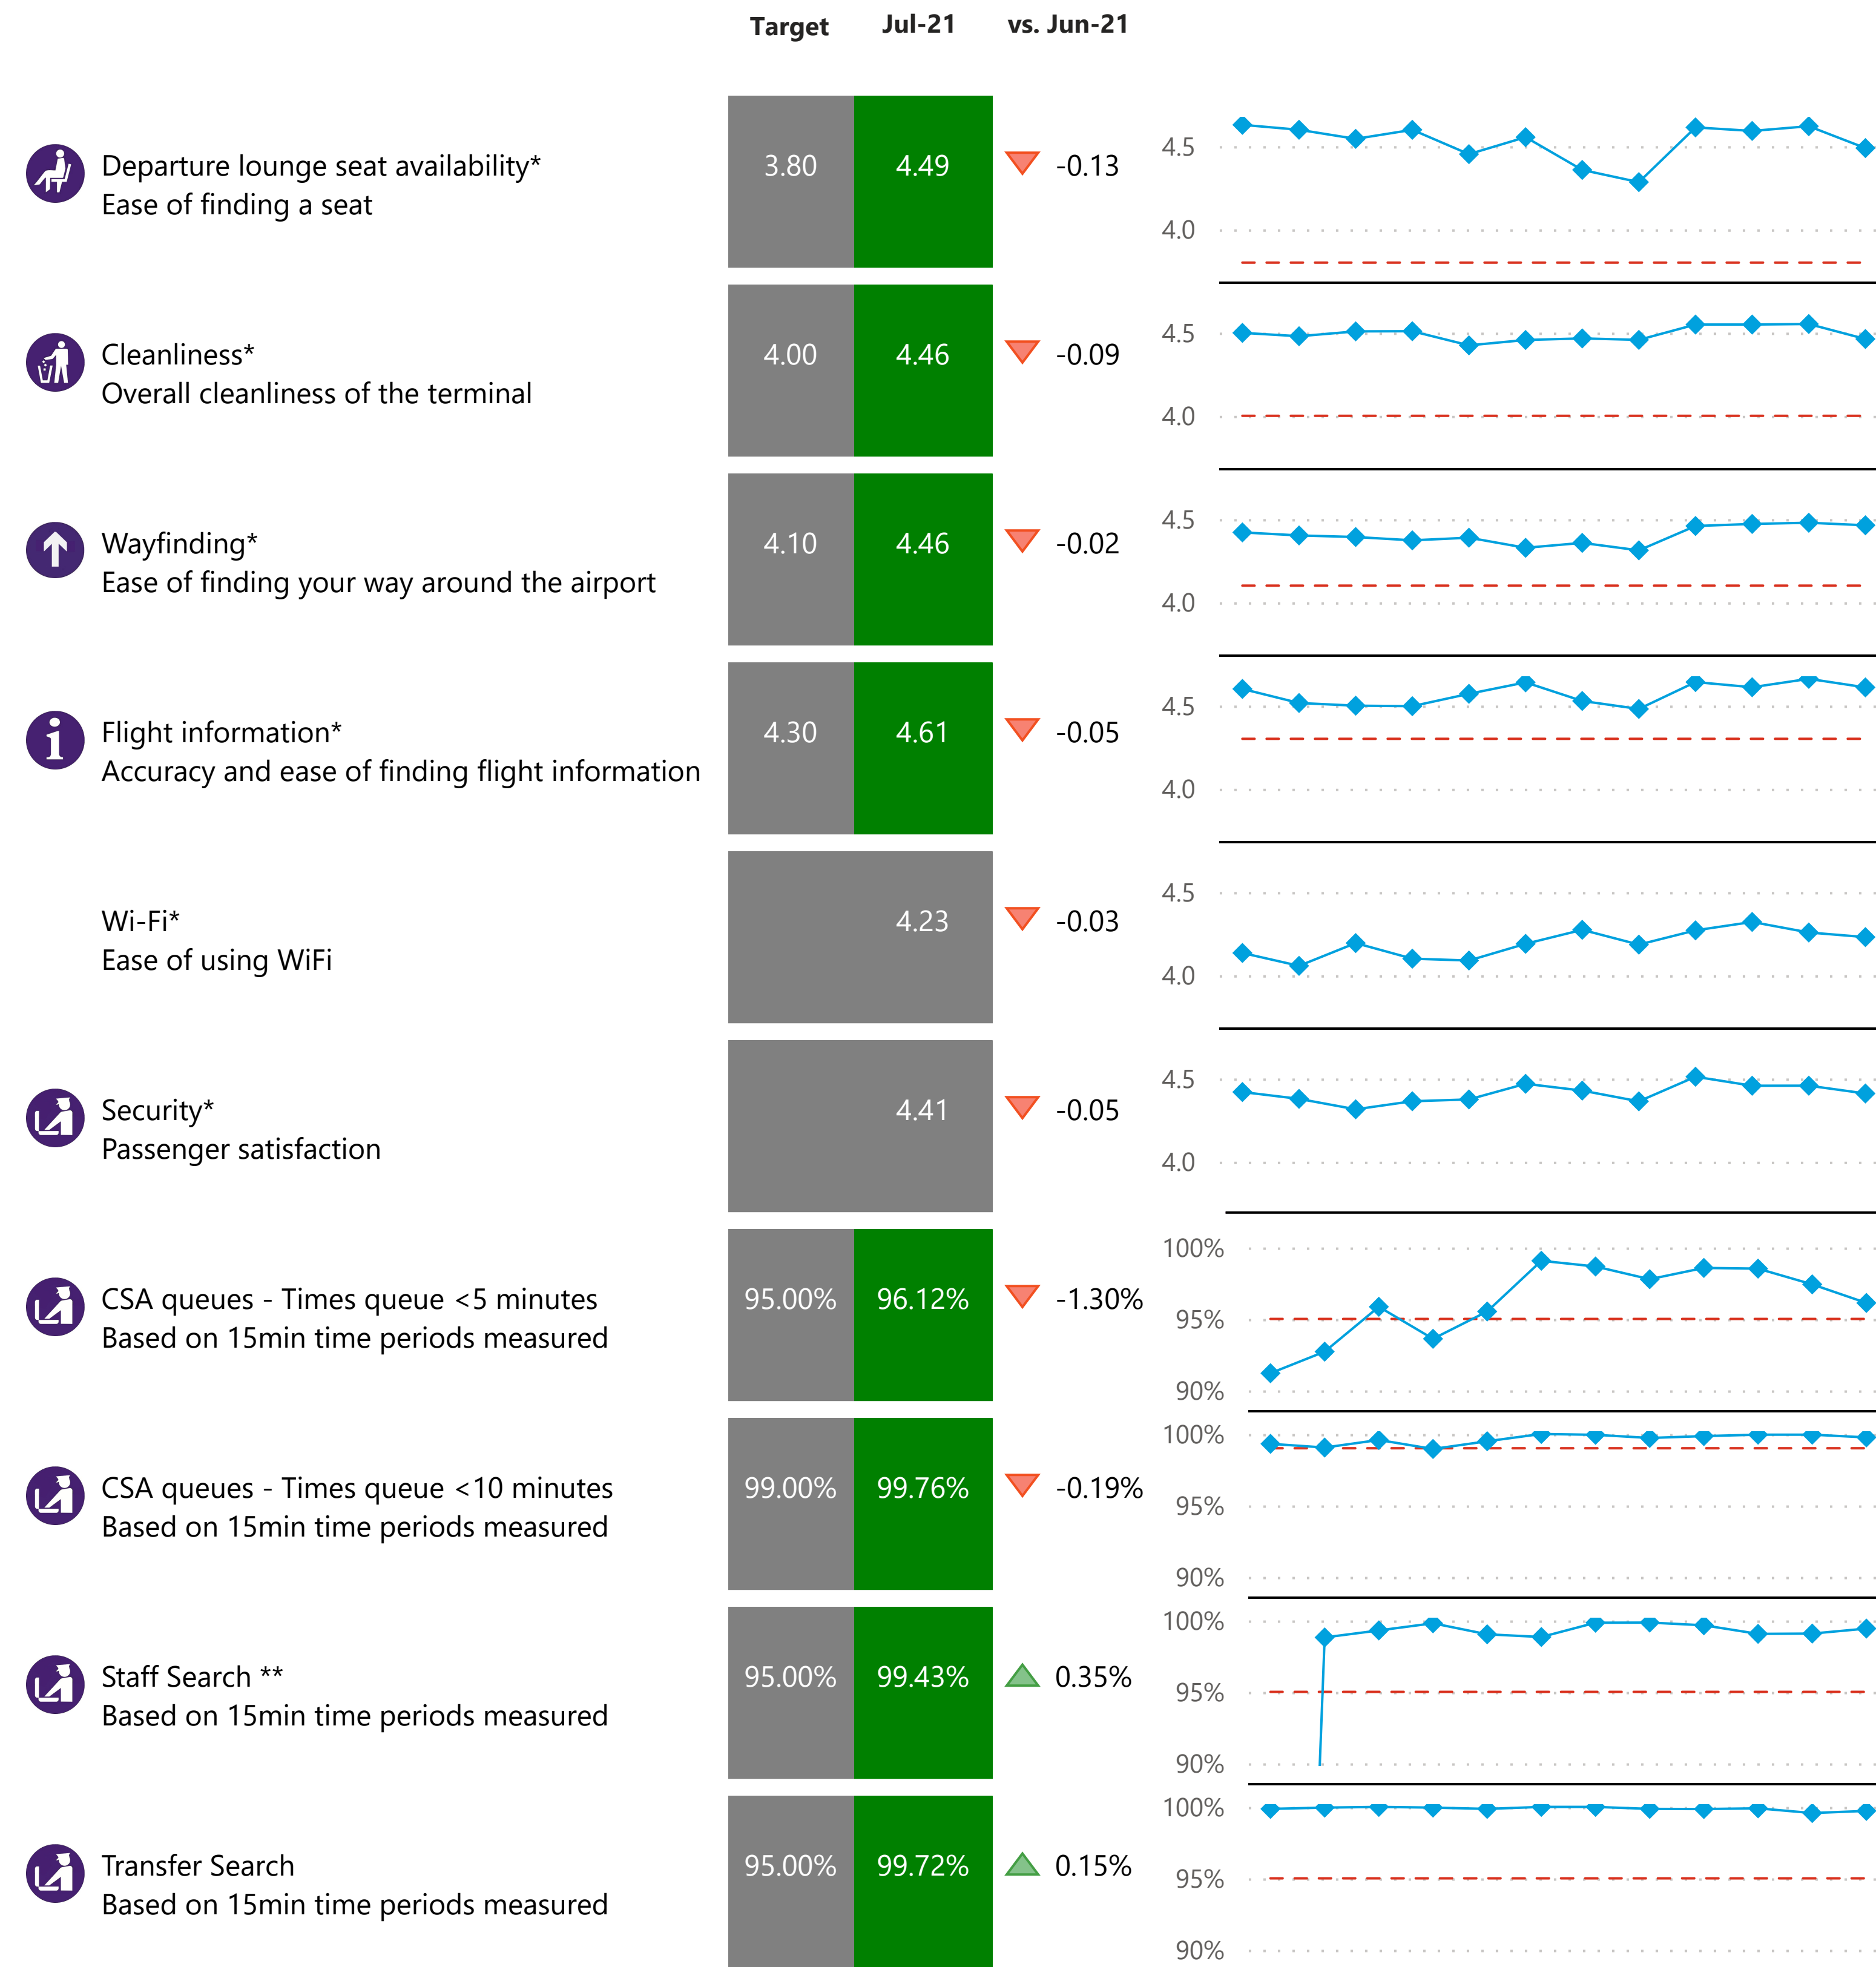 Target Jul-21 vs. Jun-21
Departure lounge seat availability* 3.80 4.49 -0.13
Ease of finding a seat
4.5
4.0
Cleanliness* 4.00 4.46 -0.09
Overall cleanliness of the terminal
4.5
4.0
Wayfinding* 4.10 4.46 -0.02
Ease of finding your way around the airport
4.5
4.0
Flight information* 4.30 4.61 -0.05
Accuracy and ease of finding flight information
4.5
4.0
Wi-Fi* 4.23 -0.03
Ease of using WiFi
4.5
4.0
Security* 4.41 -0.05
Passenger satisfaction
4.5
4.0
CSA queues - Times queue <5 minutes 95.00% 96.12% -1.30%
Based on 15min time periods measured
100%
95%
90%
CSA queues - Times queue <10 minutes 99.00% 99.76% -0.19%
Based on 15min time periods measured
100%
95%
90%
Staff Search ** 95.00% 99.43% 0.35%
Based on 15min time periods measured
100%
95%
90%
Transfer Search 95.00% 99.72% 0.15%
Based on 15min time periods measured
100%
95%
90%